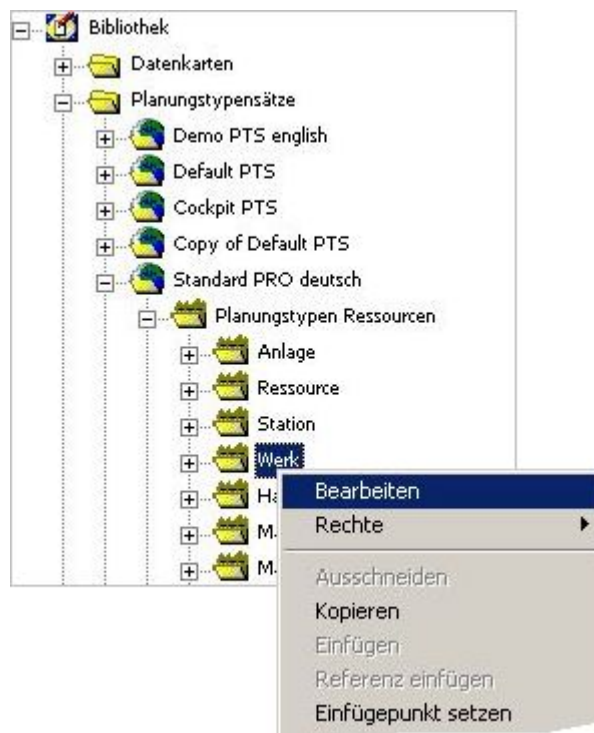 Bibliothek
Datenkarten
Planungstypensätze
Demo PTS english
Default PTS
Cockpit PTS
Copy of Default PTS
Standard PRO deutsch
Planungstypen Ressourcen
Anlage
Ressource
Station
Werk
Bearbeiten
Rechte
Ausschneiden
Kopieren
Einfügen
Referenz einfügen
Einfügepunkt setzen